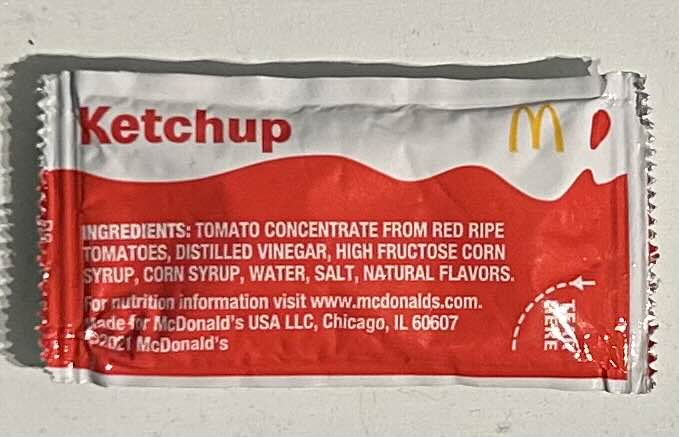 Ketchup
M
INGREDIENTS: TOMATO CONCENTRATE FROM RED RIPE
TOMATOES, DISTILLED VINEGAR, HIGH FRUCTOSE CORN
SYRUP, CORN SYRUP, WATER, SALT, NATURAL FLAVORS.
For nutrition information visit www.mcdonalds.com.
Made for McDonald's USA LLC, Chicago, IL 60607
©2021 McDonald's
TEAR
HERE